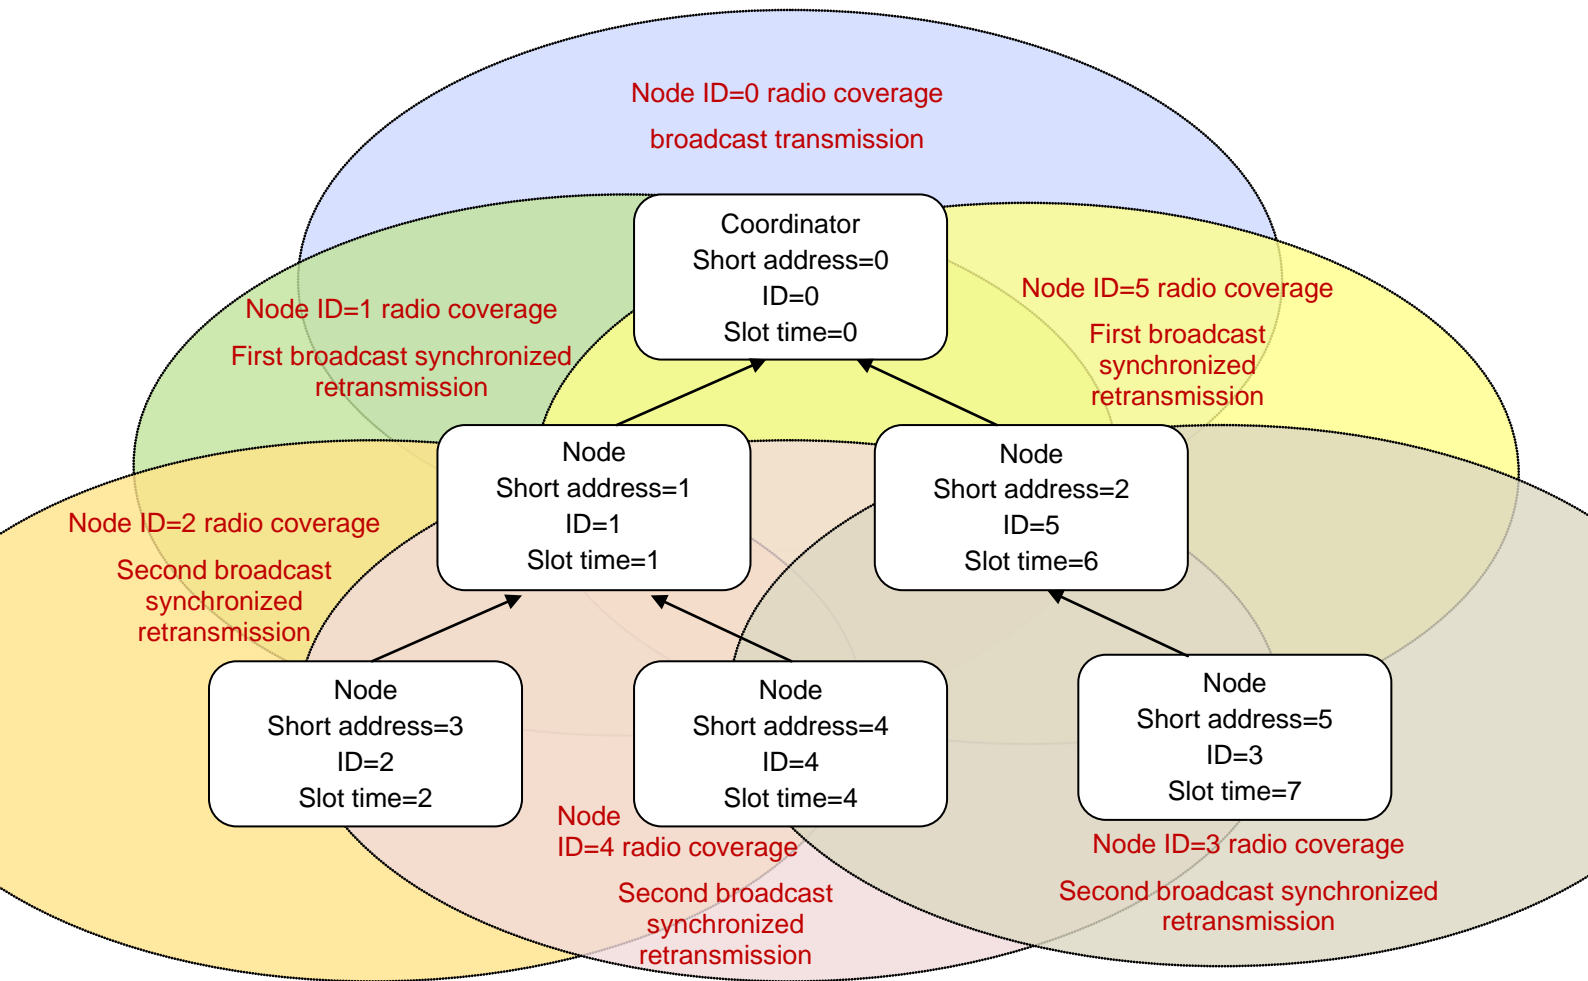 Node ID=0 radio coverage
broadcast transmission
Coordinator
Short address=0
ID=0
Slot time=0
Node ID=1 radio coverage
First broadcast synchronized
retransmission
Node ID=5 radio coverage
First broadcast
synchronized
retransmission
Node
Short address=1
ID=1
Slot time=1
Node
Short address=2
ID=5
Slot time=6
Node ID=2 radio coverage
Second broadcast
synchronized
retransmission
Node
Short address=3
ID=2
Slot time=2
Node
Short address=4
ID=4
Slot time=4
Node
Short address=5
ID=3
Slot time=7
Node
ID=4 radio coverage
Second broadcast
synchronized
retransmission
Node ID=3 radio coverage
Second broadcast synchronized
retransmission